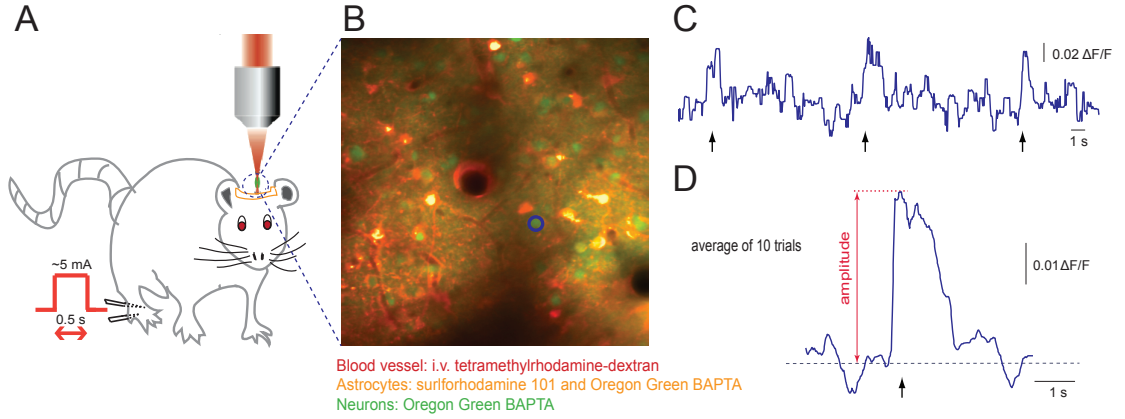 A
B
C
D
~5 mA
0.5 s
0.02 ΔF/F
1 s
average of 10 trials
amplitude
0.01ΔF/F
1 s
Blood vessel: i.v. tetramethylrhodamine-dextran
Astrocytes: surlforhodamine 101 and Oregon Green BAPTA
Neurons: Oregon Green BAPTA